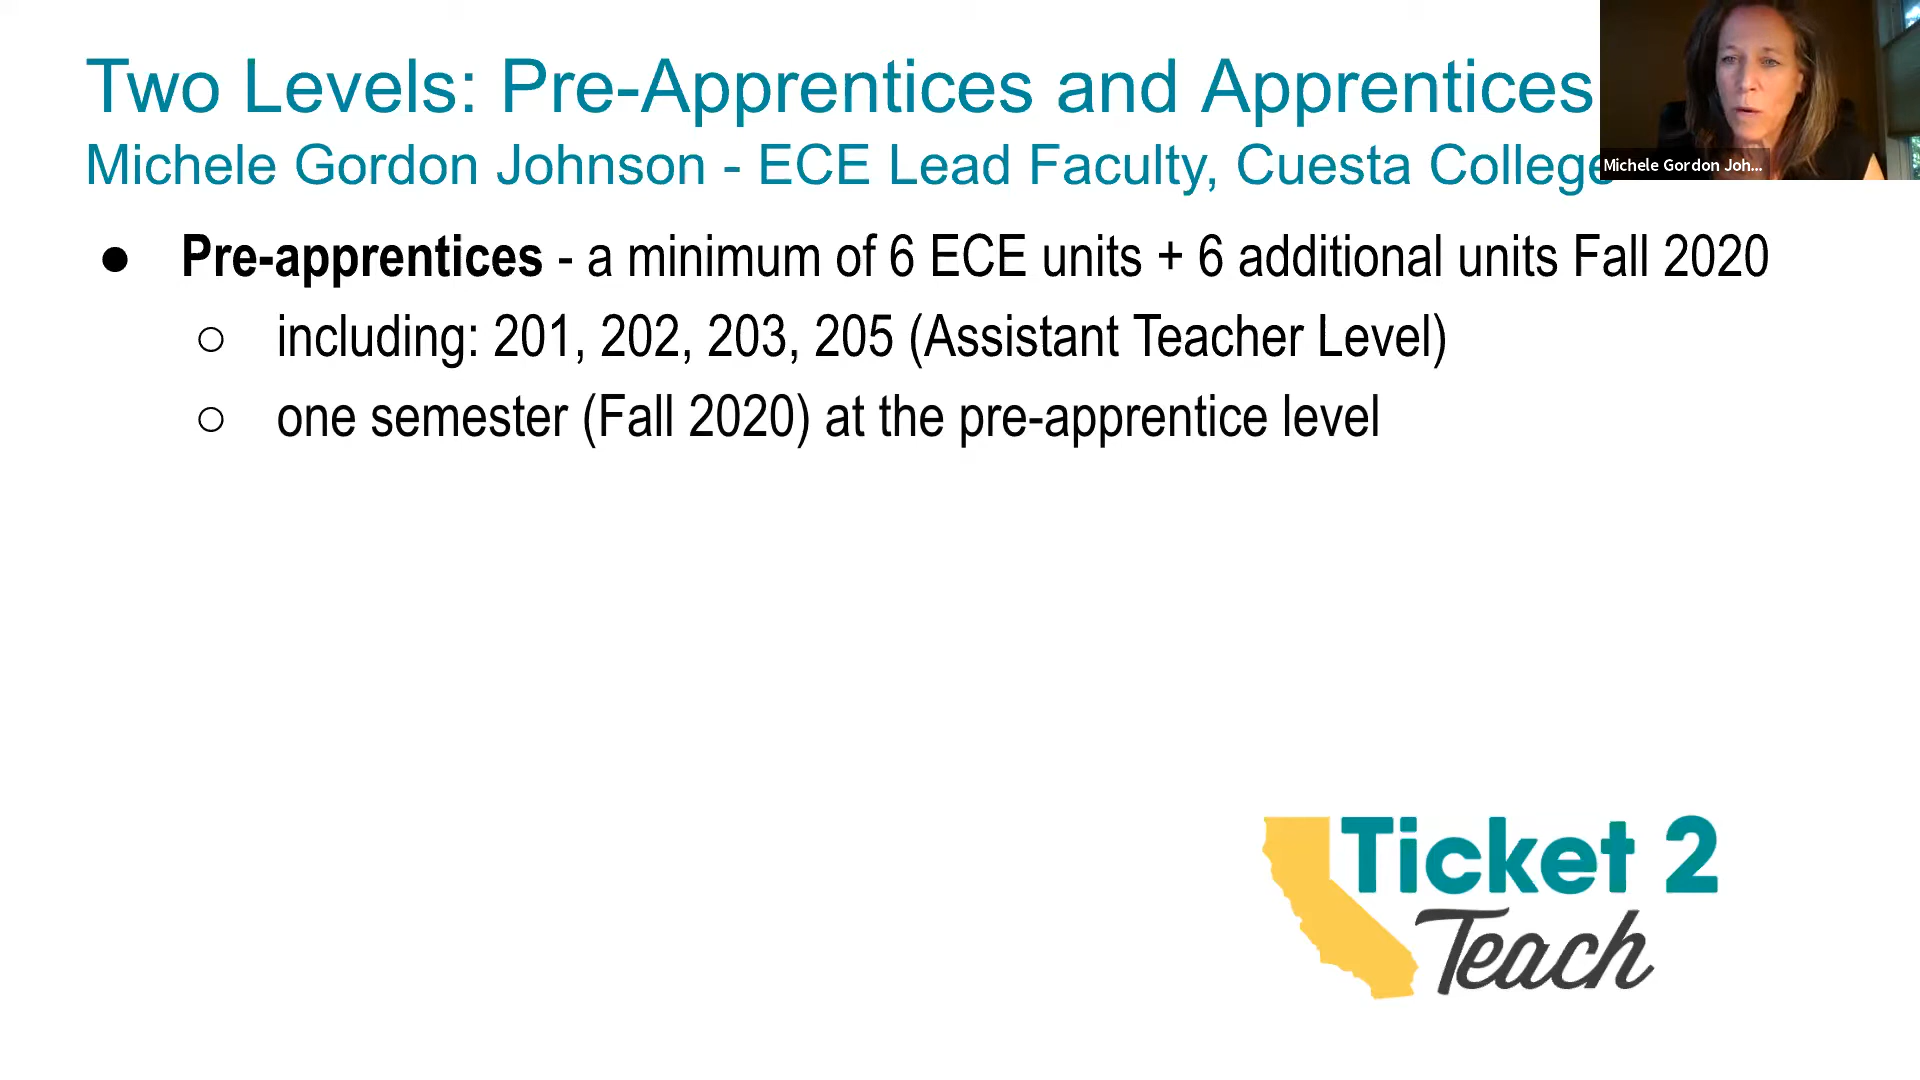 Two Levels: Pre-Apprentices and Apprentices
Michele Gordon Johnson - ECE Lead Faculty, Cuesta College
Michele Gordon Joh...
● Pre-apprentices - a minimum of 6 ECE units + 6 additional units Fall 2020
○ including: 201, 202, 203, 205 (Assistant Teacher Level)
○ one semester (Fall 2020) at the pre-apprentice level
Ticket 2
Teach